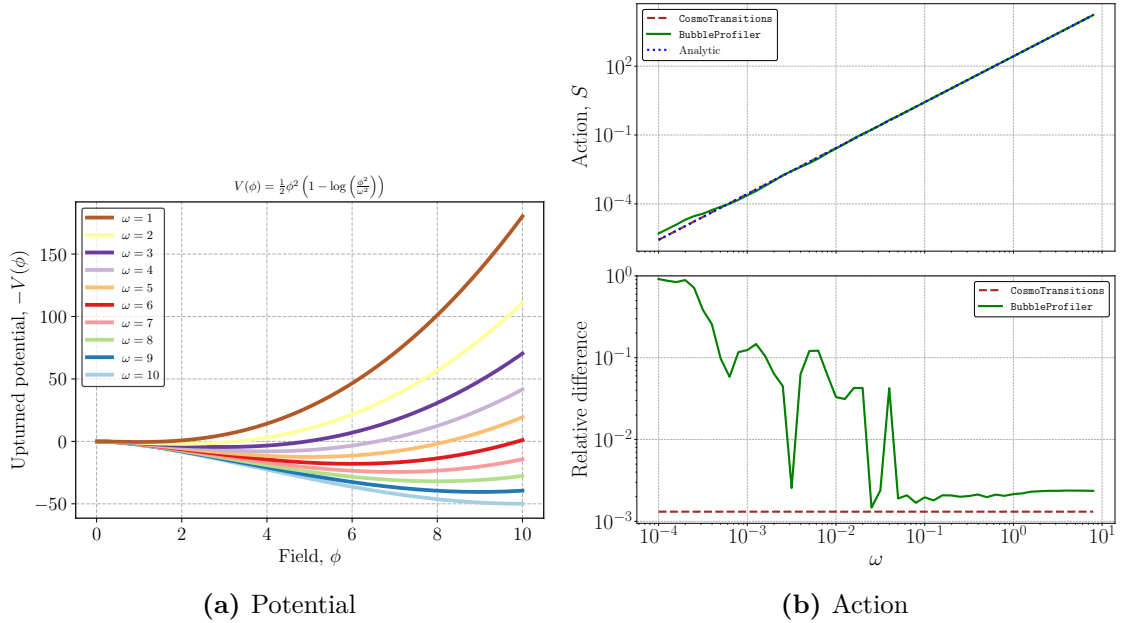 V(φ) = ½φ² (1 − log (φ²/ω²))
Upturned potential, −V(φ)
150
100
50
0
−50
ω = 1
ω = 2
ω = 3
ω = 4
ω = 5
ω = 6
ω = 7
ω = 8
ω = 9
ω = 10
0 2 4 6 8 10
Field, φ
(a) Potential
Action, S
10²
10⁻¹
10⁻⁴
CosmoTransitions
BubbleProfiler
Analytic
Relative difference
10⁰
10⁻¹
10⁻²
10⁻³
CosmoTransitions
BubbleProfiler
10⁻⁴ 10⁻³ 10⁻² 10⁻¹ 10⁰ 10¹
ω
(b) Action